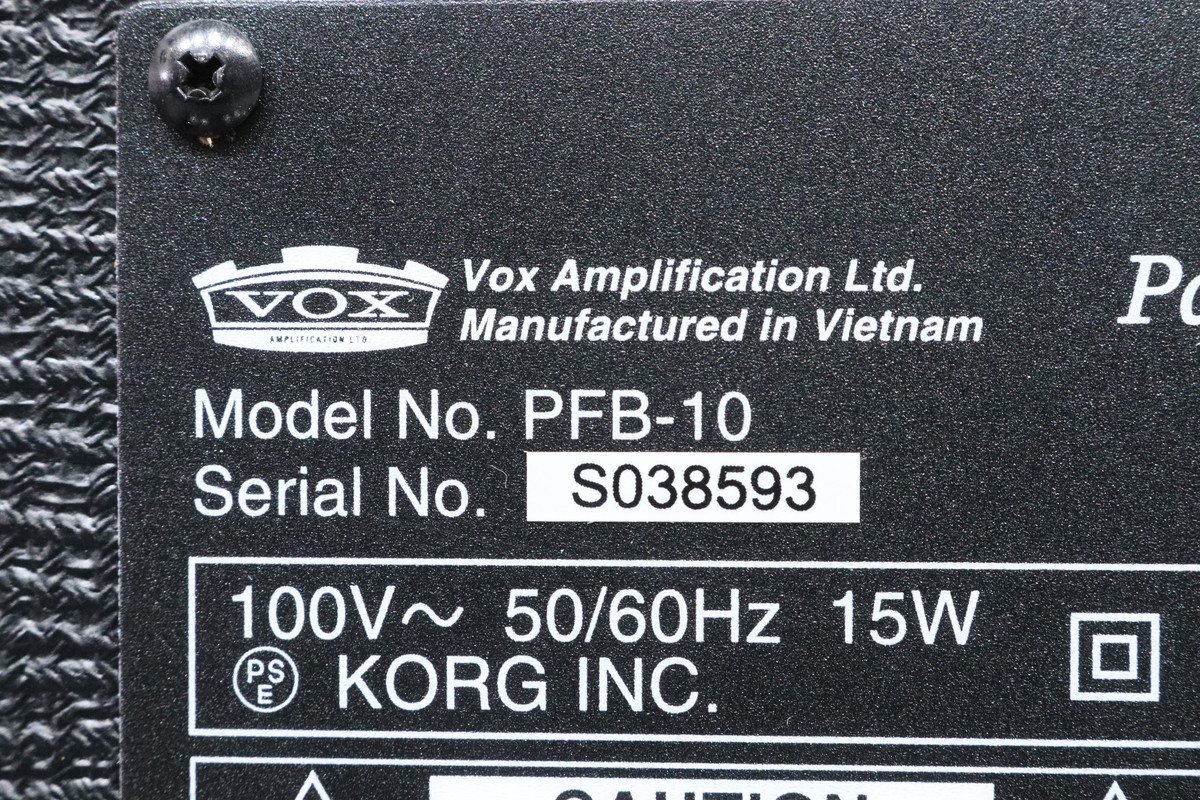 VOX
AMPLIFICATION LTD.
Vox Amplification Ltd.
Manufactured in Vietnam
Model No. PFB-10
Serial No. S038593
100V～ 50/60Hz 15W
PS
E
KORG INC.
CAUTION